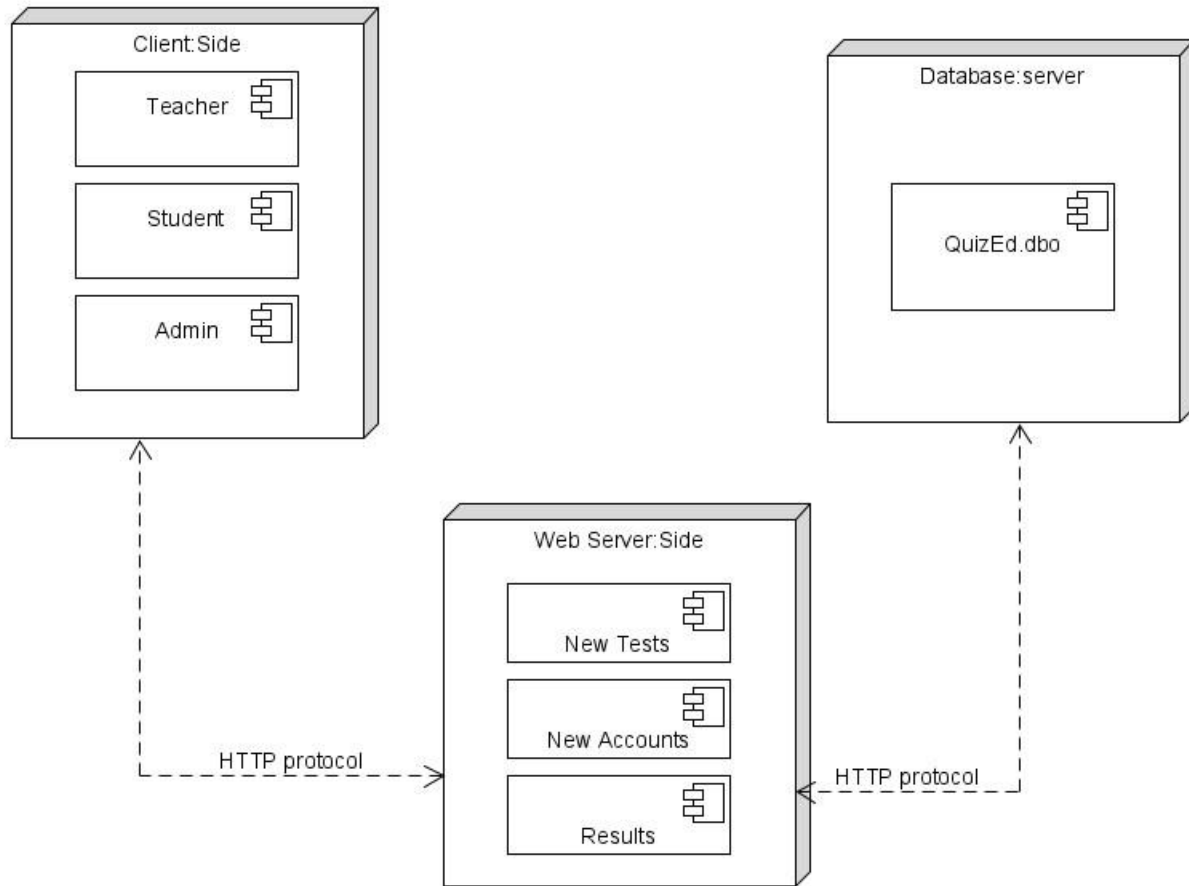 Client:Side
Teacher
Student
Admin
Database:server
QuizEd.dbo
Web Server:Side
New Tests
New Accounts
Results
HTTP protocol
HTTP protocol